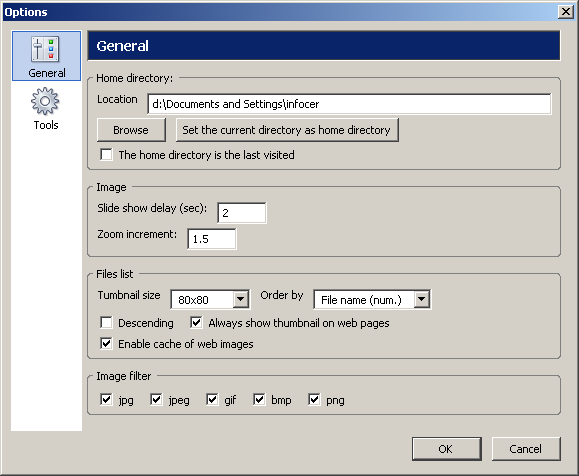 Options
General
Tools
General
Home directory:
Location d:\Documents and Settings\infocer
Browse Set the current directory as home directory
The home directory is the last visited
Image
Slide show delay (sec): 2
Zoom increment: 1.5
Files list
Tumbnail size 80x80 Order by File name (num.)
Descending Always show thumbnail on web pages
Enable cache of web images
Image filter
jpg jpeg gif bmp png
OK Cancel